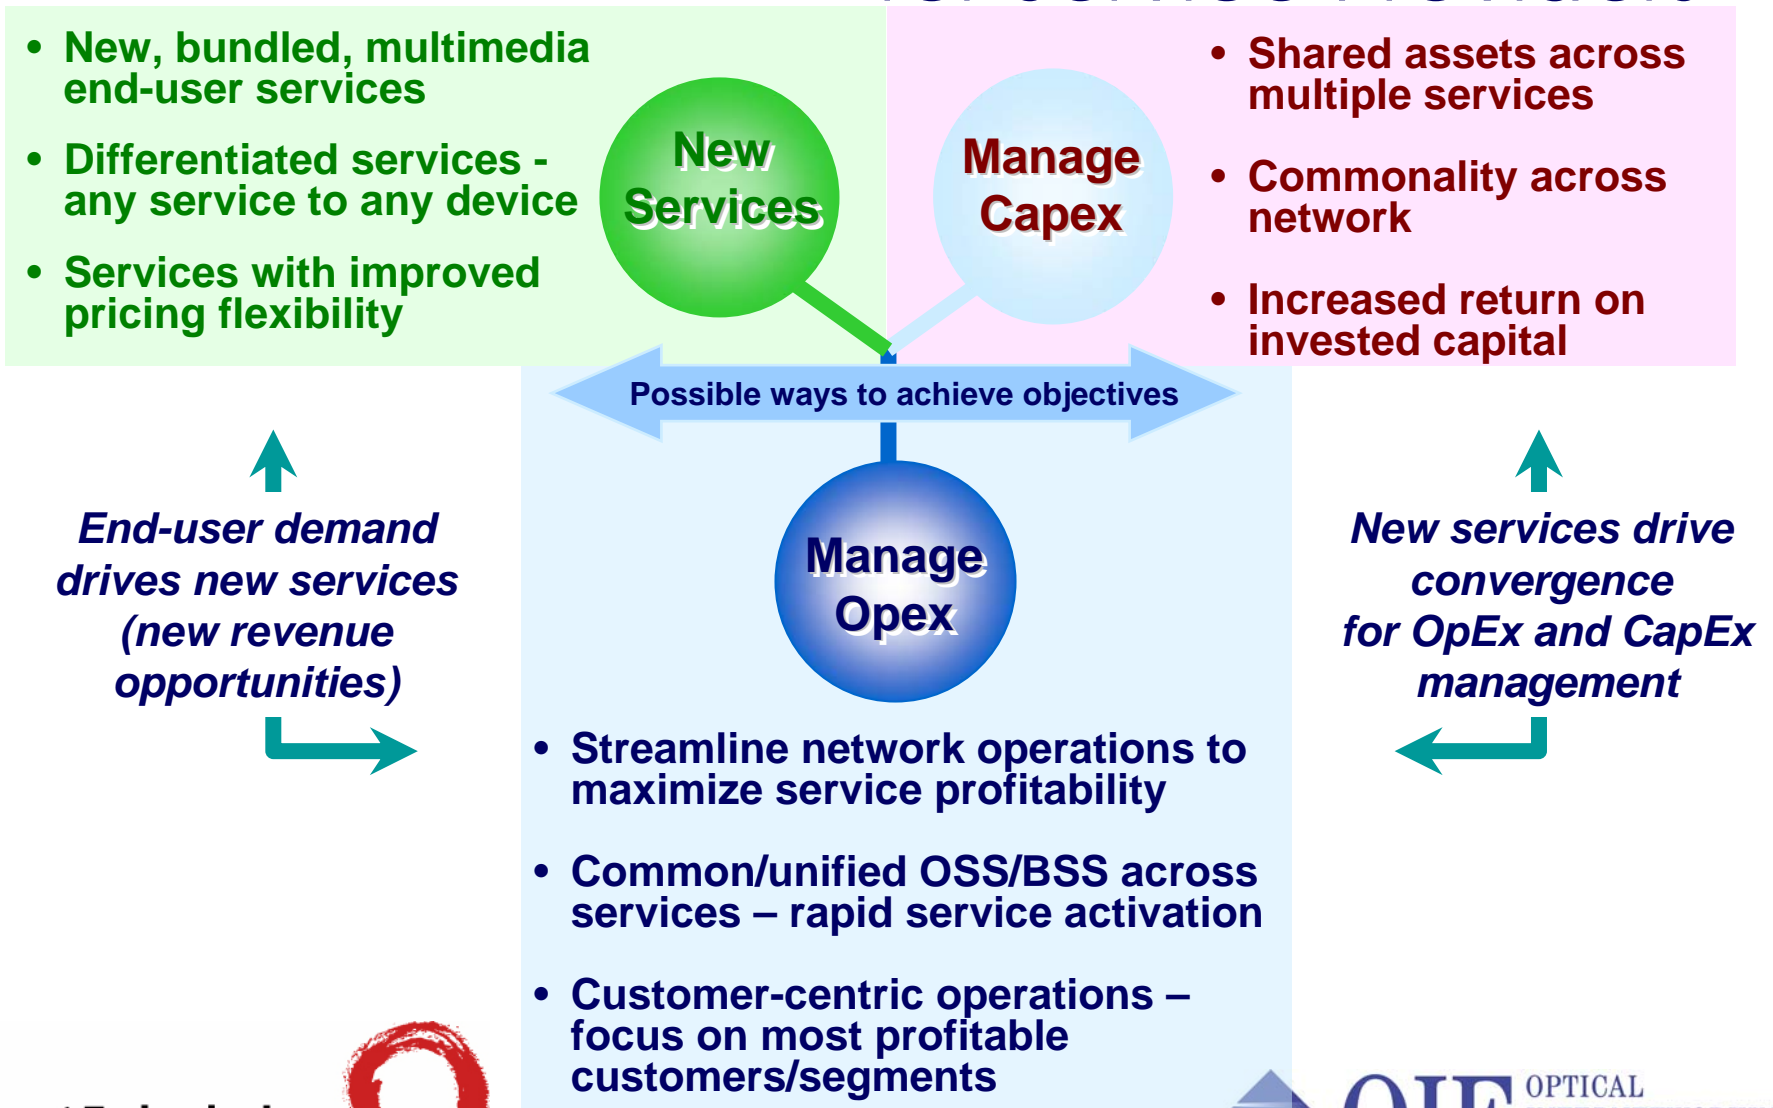 • New, bundled, multimedia
end-user services
• Differentiated services -
any service to any device
• Services with improved
pricing flexibility
New
Services
Manage
Capex
• Shared assets across
multiple services
• Commonality across
network
• Increased return on
invested capital
Possible ways to achieve objectives
End-user demand
drives new services
(new revenue
opportunities)
Manage
Opex
New services drive
convergence
for OpEx and CapEx
management
• Streamline network operations to
maximize service profitability
• Common/unified OSS/BSS across
services – rapid service activation
• Customer-centric operations –
focus on most profitable
customers/segments
OIF
OPTICAL